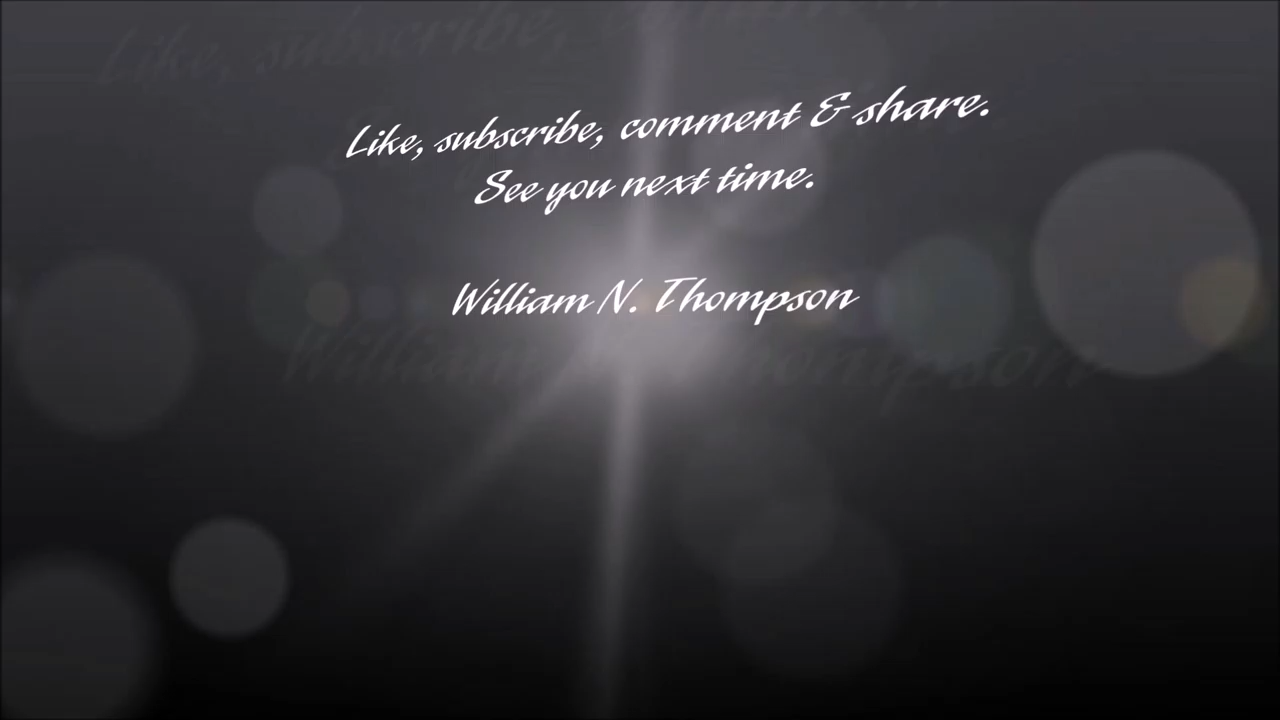 Like, subscribe, comment & share.
See you next time.
William N. Thompson